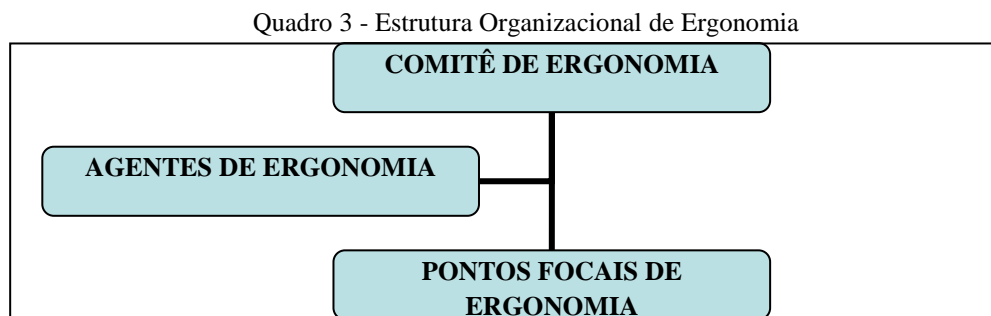 Quadro 3 - Estrutura Organizacional de Ergonomia
COMITÊ DE ERGONOMIA
AGENTES DE ERGONOMIA
PONTOS FOCAIS DE
ERGONOMIA